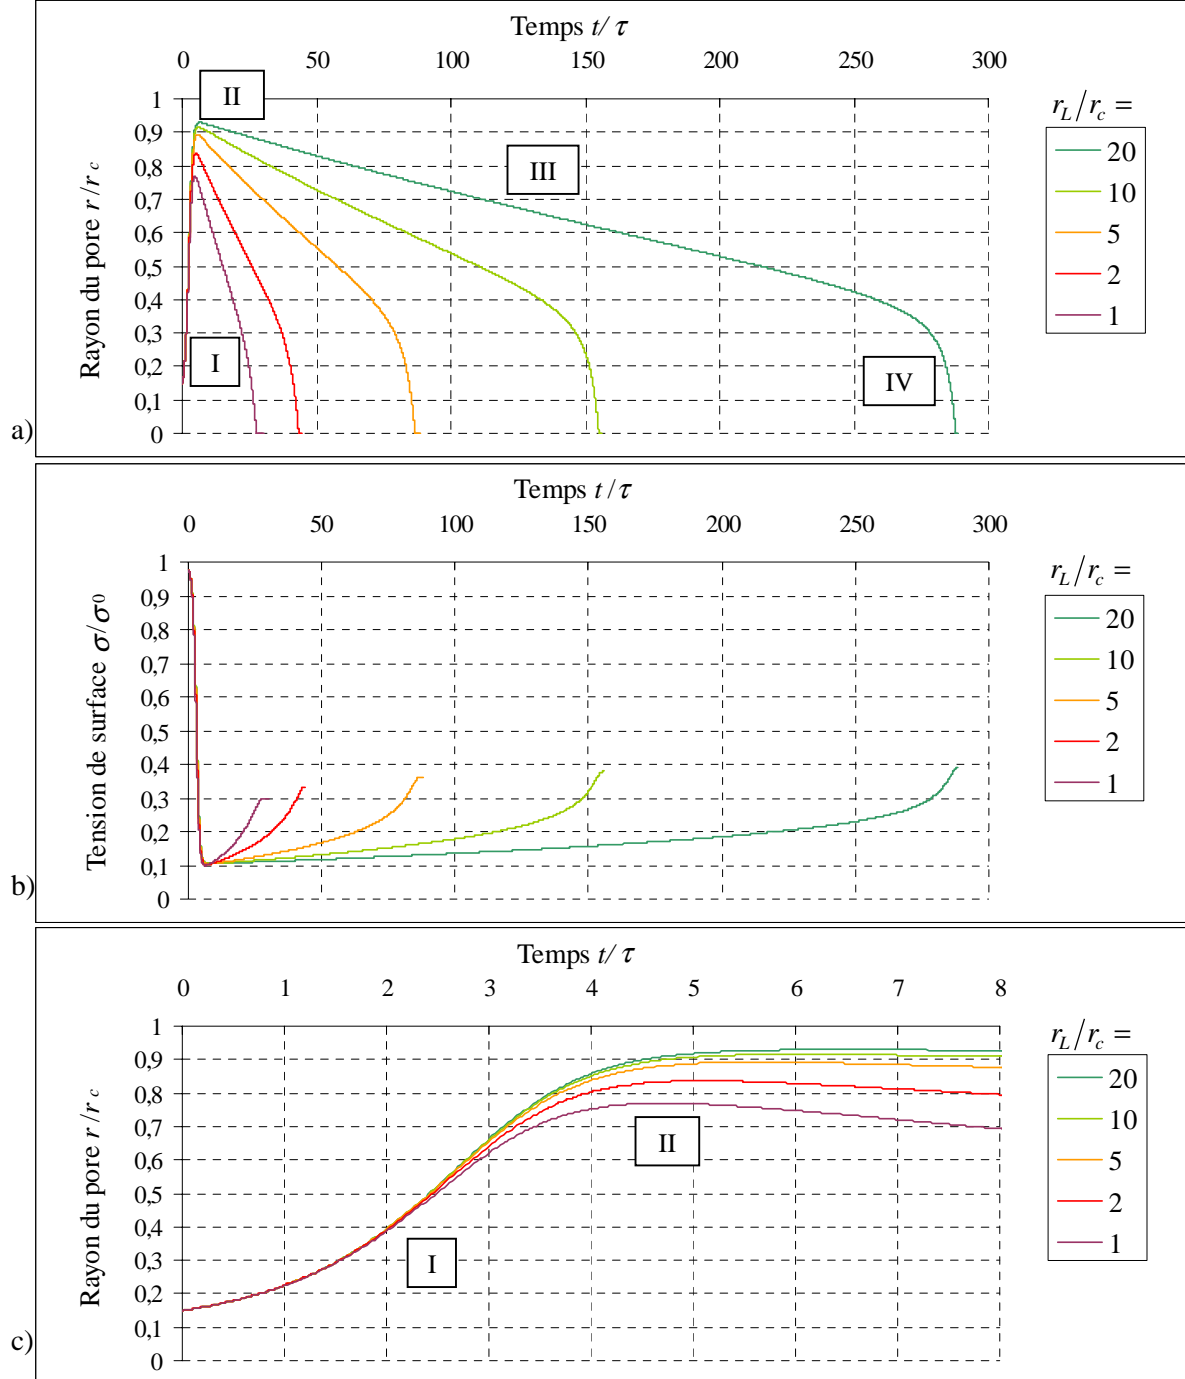 Temps t/τ
0 50 100 150 200 250 300
1
0,9
0,8
0,7
0,6
0,5
0,4
0,3
0,2
0,1
0
Rayon du pore r/r c
I
II
III
IV
r_L/r_c =
20
10
5
2
1
a)
Temps t/τ
0 50 100 150 200 250 300
1
0,9
0,8
0,7
0,6
0,5
0,4
0,3
0,2
0,1
0
Tension de surface σ/σ⁰
r_L/r_c =
20
10
5
2
1
b)
Temps t/τ
0 1 2 3 4 5 6 7 8
1
0,9
0,8
0,7
0,6
0,5
0,4
0,3
0,2
0,1
0
Rayon du pore r/r c
I
II
r_L/r_c =
20
10
5
2
1
c)